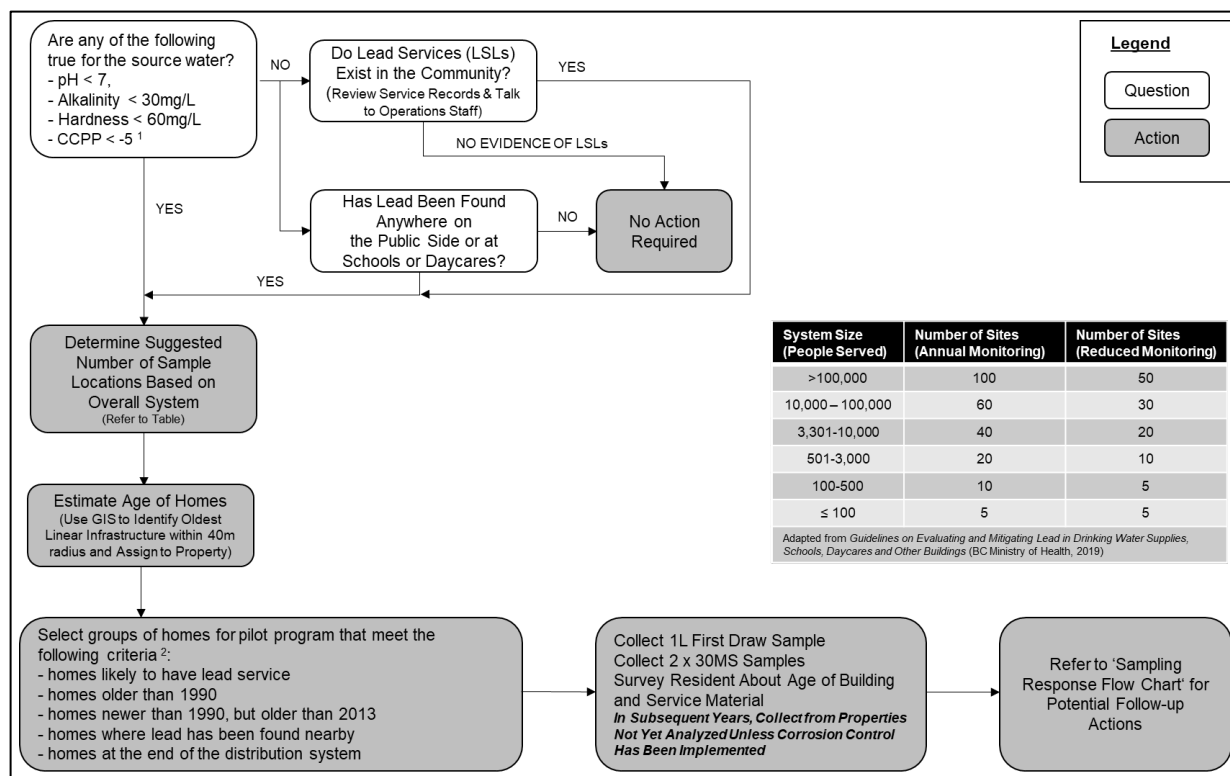 Are any of the following
true for the source water?
- pH < 7,
- Alkalinity < 30mg/L
- Hardness < 60mg/L
- CCPP < -5 ¹
NO
Do Lead Services (LSLs)
Exist in the Community?
(Review Service Records & Talk
to Operations Staff)
YES
NO EVIDENCE OF LSLs
YES
Has Lead Been Found
Anywhere on
the Public Side or at
Schools or Daycares?
NO
No Action
Required
YES
Legend
Question
Action
Determine Suggested
Number of Sample
Locations Based on
Overall System
(Refer to Table)
System Size Number of Sites Number of Sites
(People Served) (Annual Monitoring) (Reduced Monitoring)
>100,000 100 50
10,000 – 100,000 60 30
3,301-10,000 40 20
501-3,000 20 10
100-500 10 5
≤ 100 5 5
Adapted from Guidelines on Evaluating and Mitigating Lead in Drinking Water Supplies,
Schools, Daycares and Other Buildings (BC Ministry of Health, 2019)
Estimate Age of Homes
(Use GIS to Identify Oldest
Linear Infrastructure within 40m
radius and Assign to Property)
Select groups of homes for pilot program that meet the
following criteria ²:
- homes likely to have lead service
- homes older than 1990
- homes newer than 1990, but older than 2013
- homes where lead has been found nearby
- homes at the end of the distribution system
Collect 1L First Draw Sample
Collect 2 x 30MS Samples
Survey Resident About Age of Building
and Service Material
In Subsequent Years, Collect from Properties
Not Yet Analyzed Unless Corrosion Control
Has Been Implemented
Refer to ‘Sampling
Response Flow Chart‘ for
Potential Follow-up
Actions